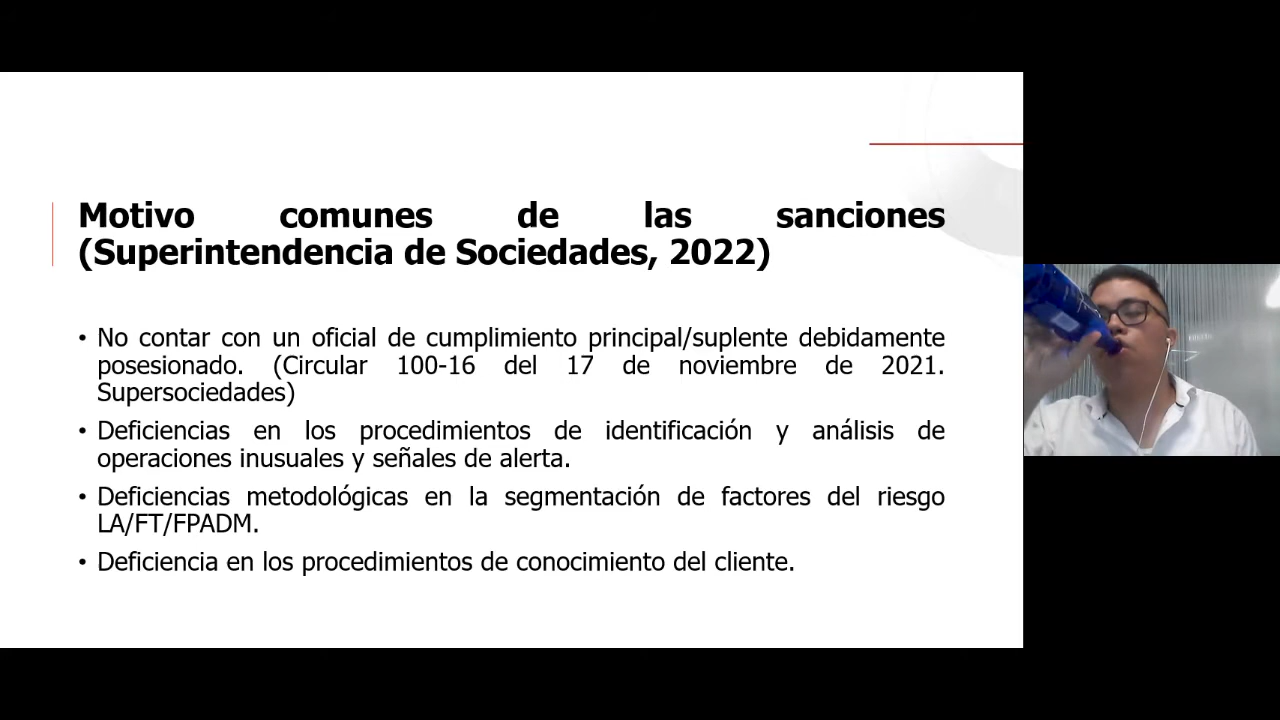 Motivo comunes de las sanciones
(Superintendencia de Sociedades, 2022)
• No contar con un oficial de cumplimiento principal/suplente debidamente
posesionado. (Circular 100-16 del 17 de noviembre de 2021.
Supersociedades)
• Deficiencias en los procedimientos de identificación y análisis de
operaciones inusuales y señales de alerta.
• Deficiencias metodológicas en la segmentación de factores del riesgo
LA/FT/FPADM.
• Deficiencia en los procedimientos de conocimiento del cliente.